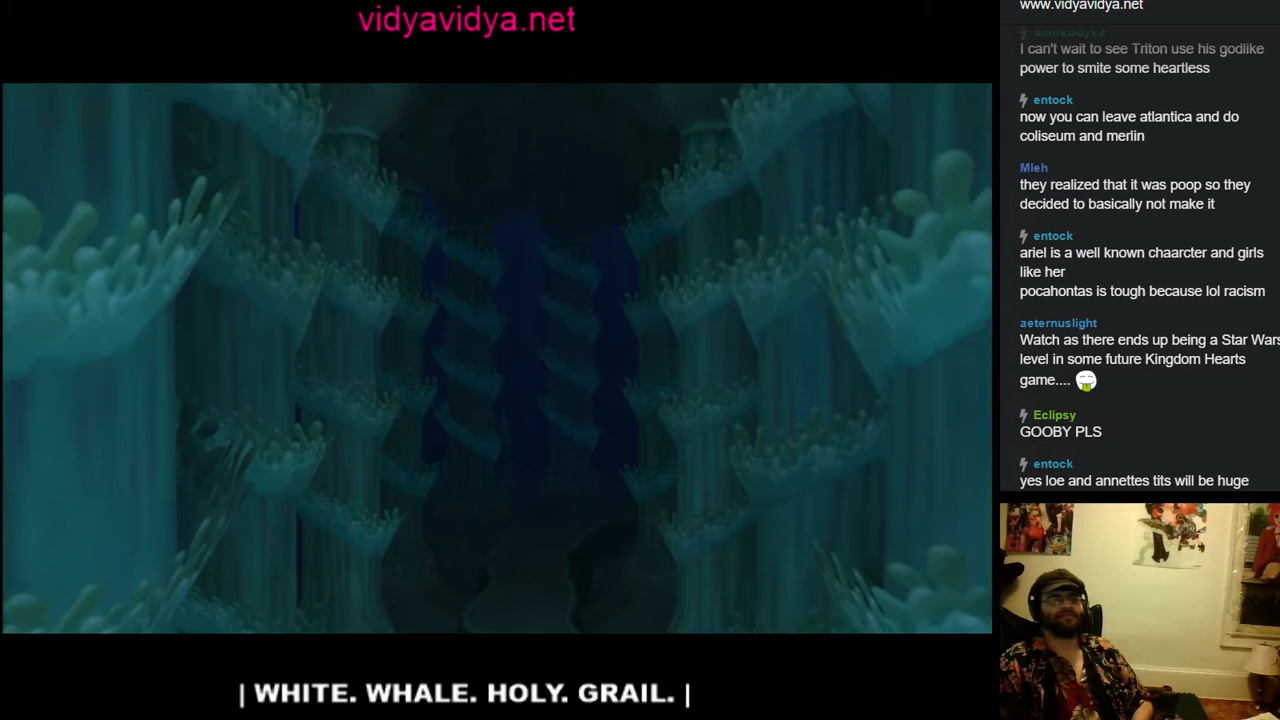 vidyavidya.net
www.vidyavidya.net
SomeGuyv2
I can't wait to see Triton use his godlike
power to smite some heartless
entock
now you can leave atlantica and do
coliseum and merlin
Mleh
they realized that it was poop so they
decided to basically not make it
entock
ariel is a well known chaarcter and girls
like her
pocahontas is tough because lol racism
aeternuslight
Watch as there ends up being a Star Wars
level in some future Kingdom Hearts
game....
Eclipsy
GOOBY PLS
entock
yes loe and annettes tits will be huge
| WHITE. WHALE. HOLY. GRAIL. |